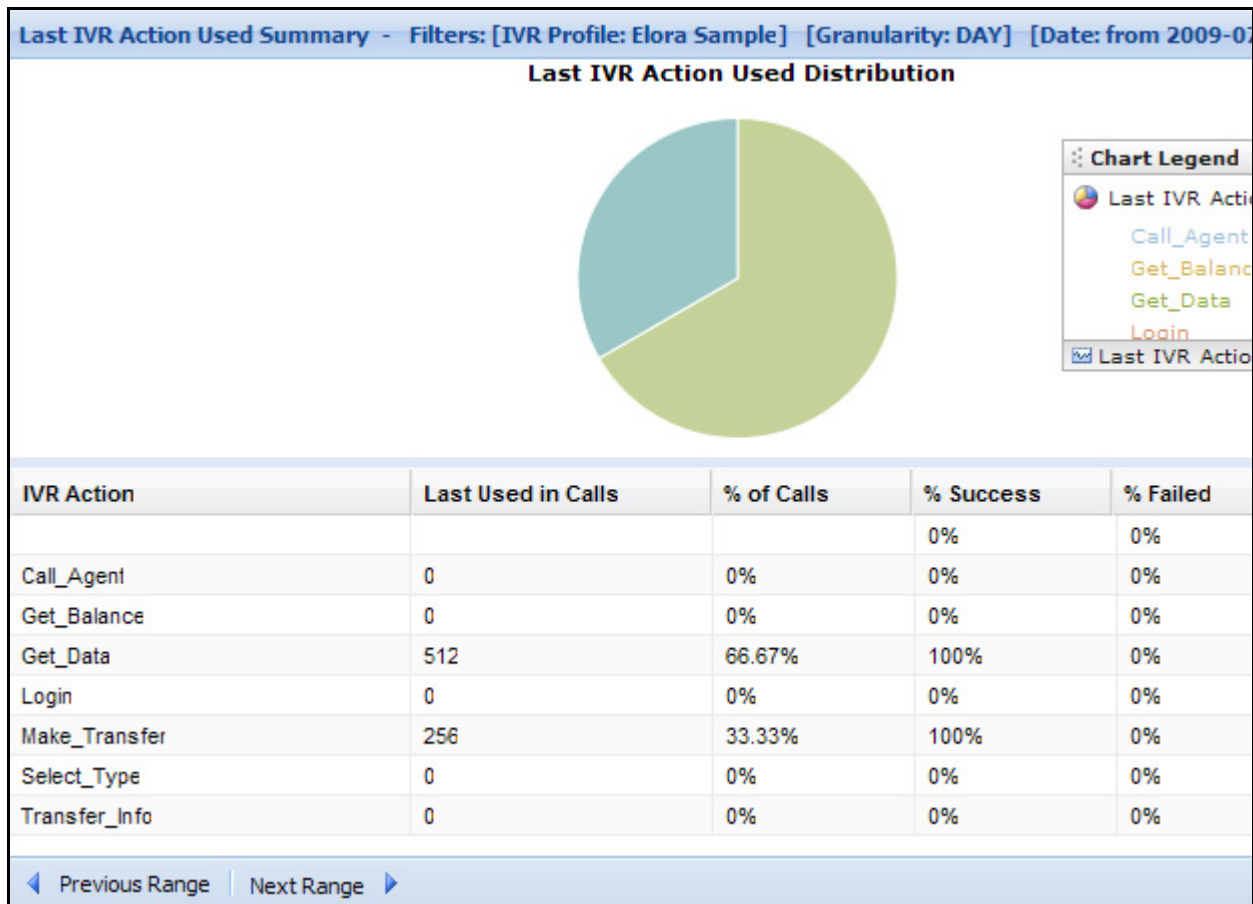 Last IVR Action Used Summary - Filters: [IVR Profile: Elora Sample] [Granularity: DAY] [Date: from 2009-07
Last IVR Action Used Distribution
Chart Legend
Last IVR Actio
Call_Agent
Get_Balanc
Get_Data
Login
Last IVR Actio
IVR Action Last Used in Calls % of Calls % Success % Failed
0% 0%
Call_Agent 0 0% 0% 0%
Get_Balance 0 0% 0% 0%
Get_Data 512 66.67% 100% 0%
Login 0 0% 0% 0%
Make_Transfer 256 33.33% 100% 0%
Select_Type 0 0% 0% 0%
Transfer_Info 0 0% 0% 0%
Previous Range Next Range